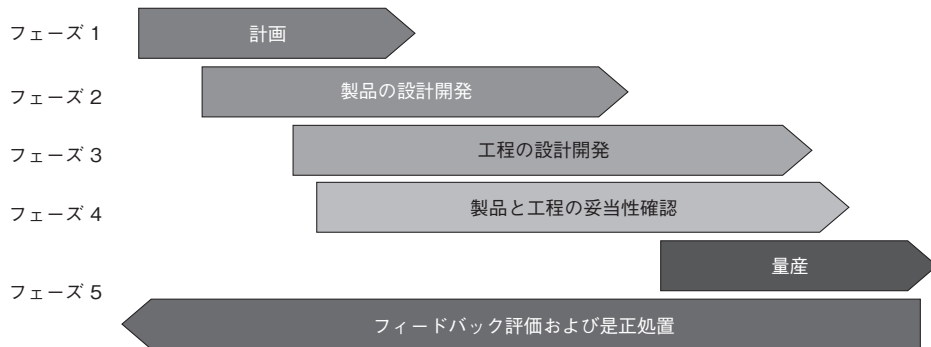 フェーズ 1
計画
フェーズ 2
製品の設計開発
フェーズ 3
工程の設計開発
フェーズ 4
製品と工程の妥当性確認
量産
フェーズ 5
フィードバック評価および是正処置